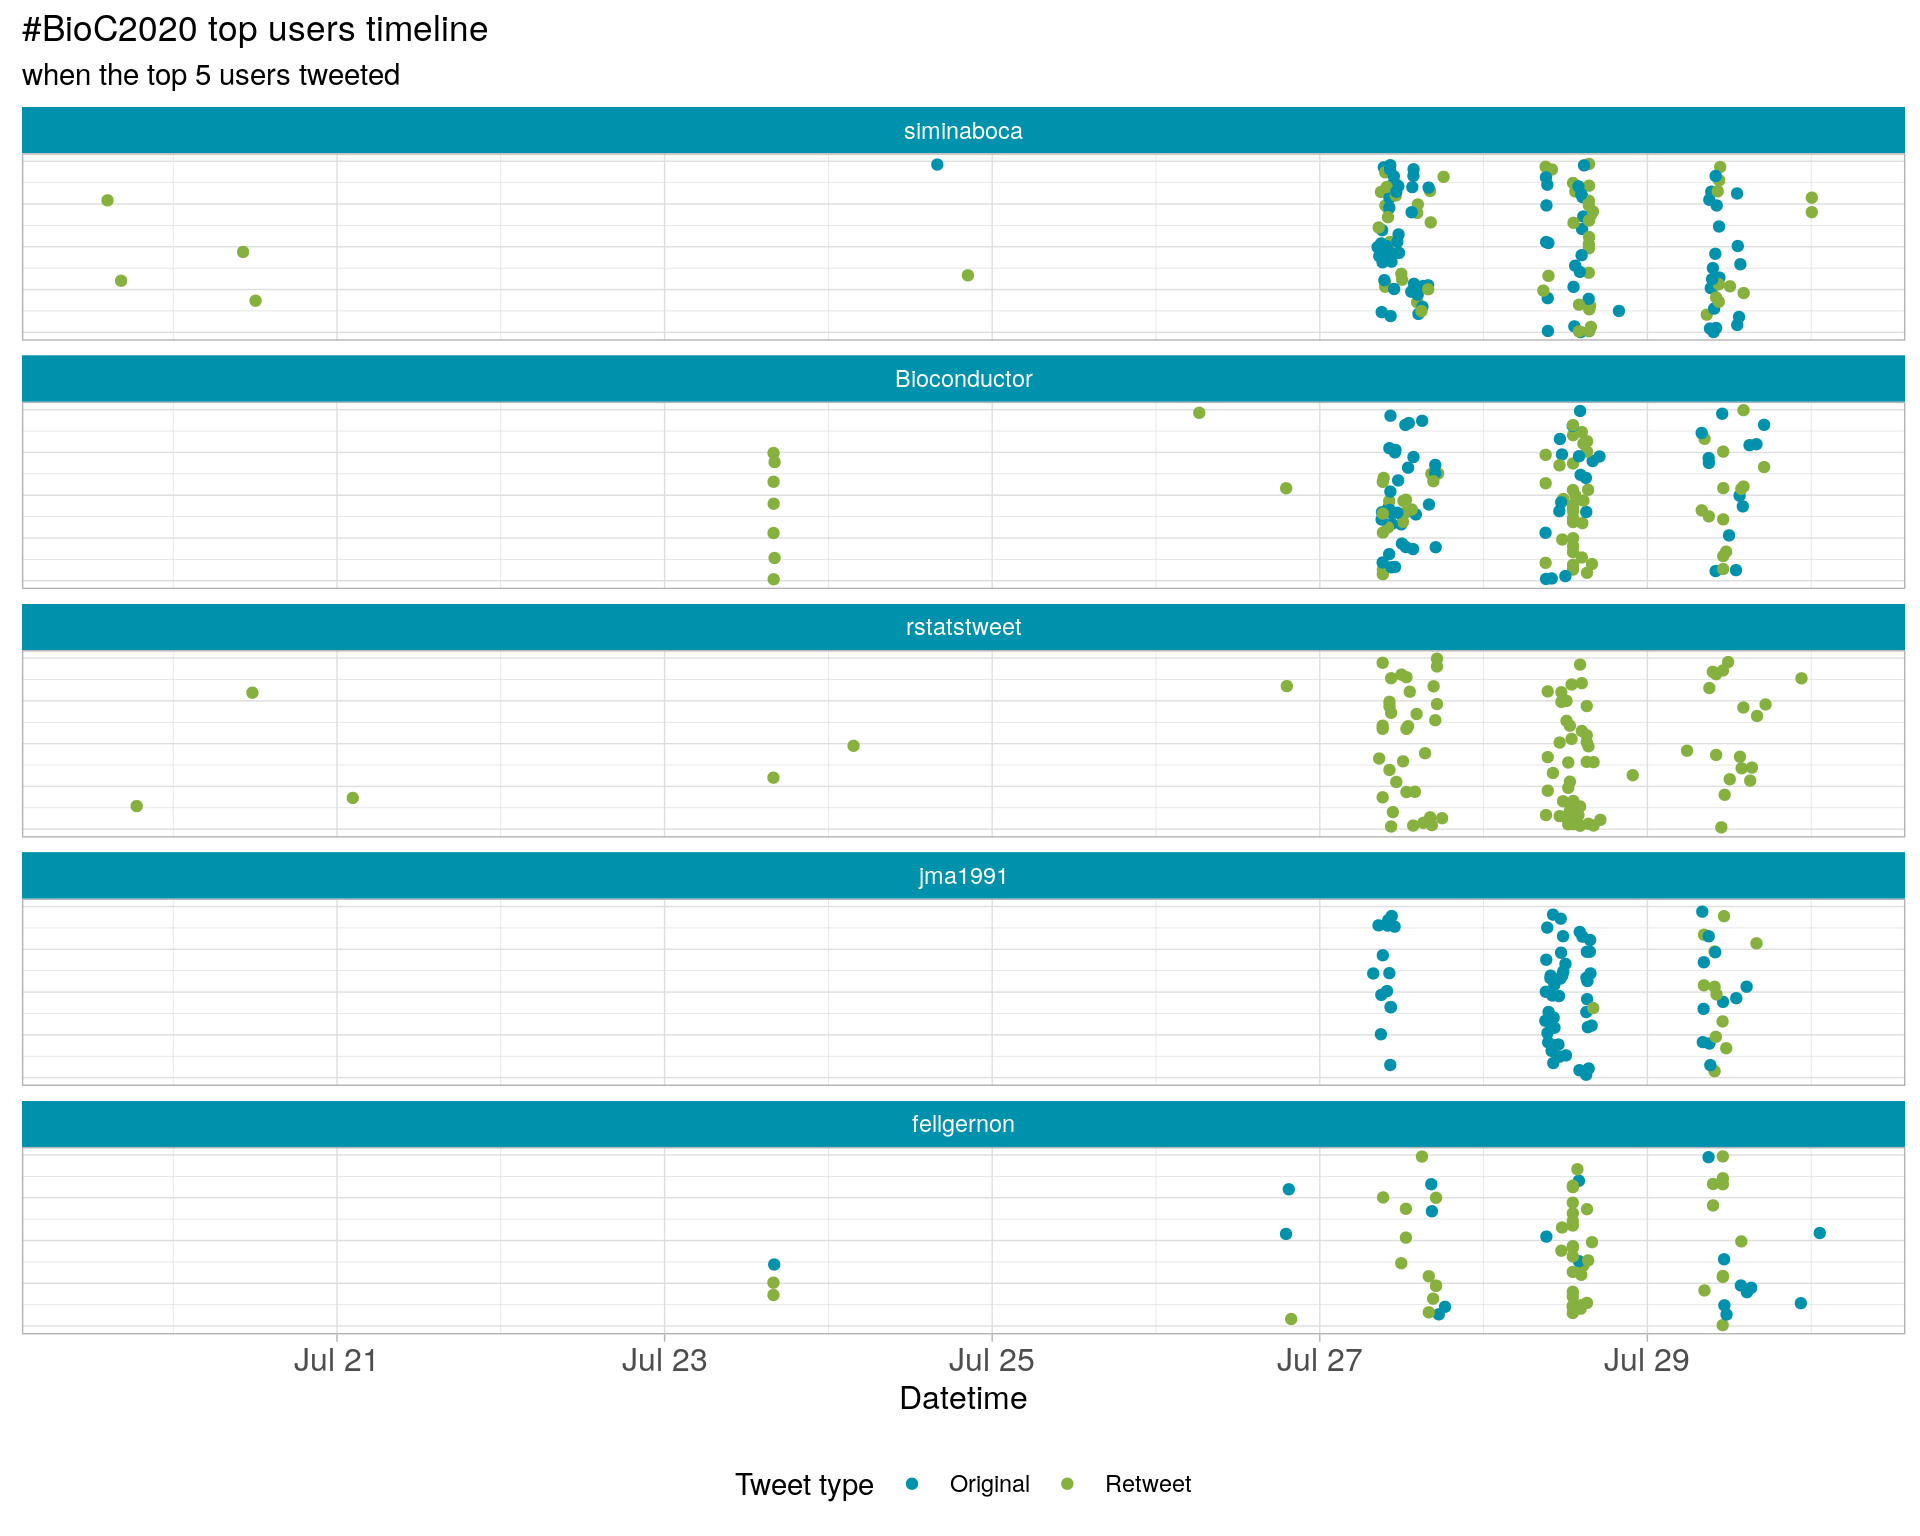 #BioC2020 top users timeline
when the top 5 users tweeted
siminaboca
Bioconductor
rstatstweet
jma1991
fellgernon
Jul 21 Jul 23 Jul 25 Jul 27 Jul 29
Datetime
Tweet type Original Retweet